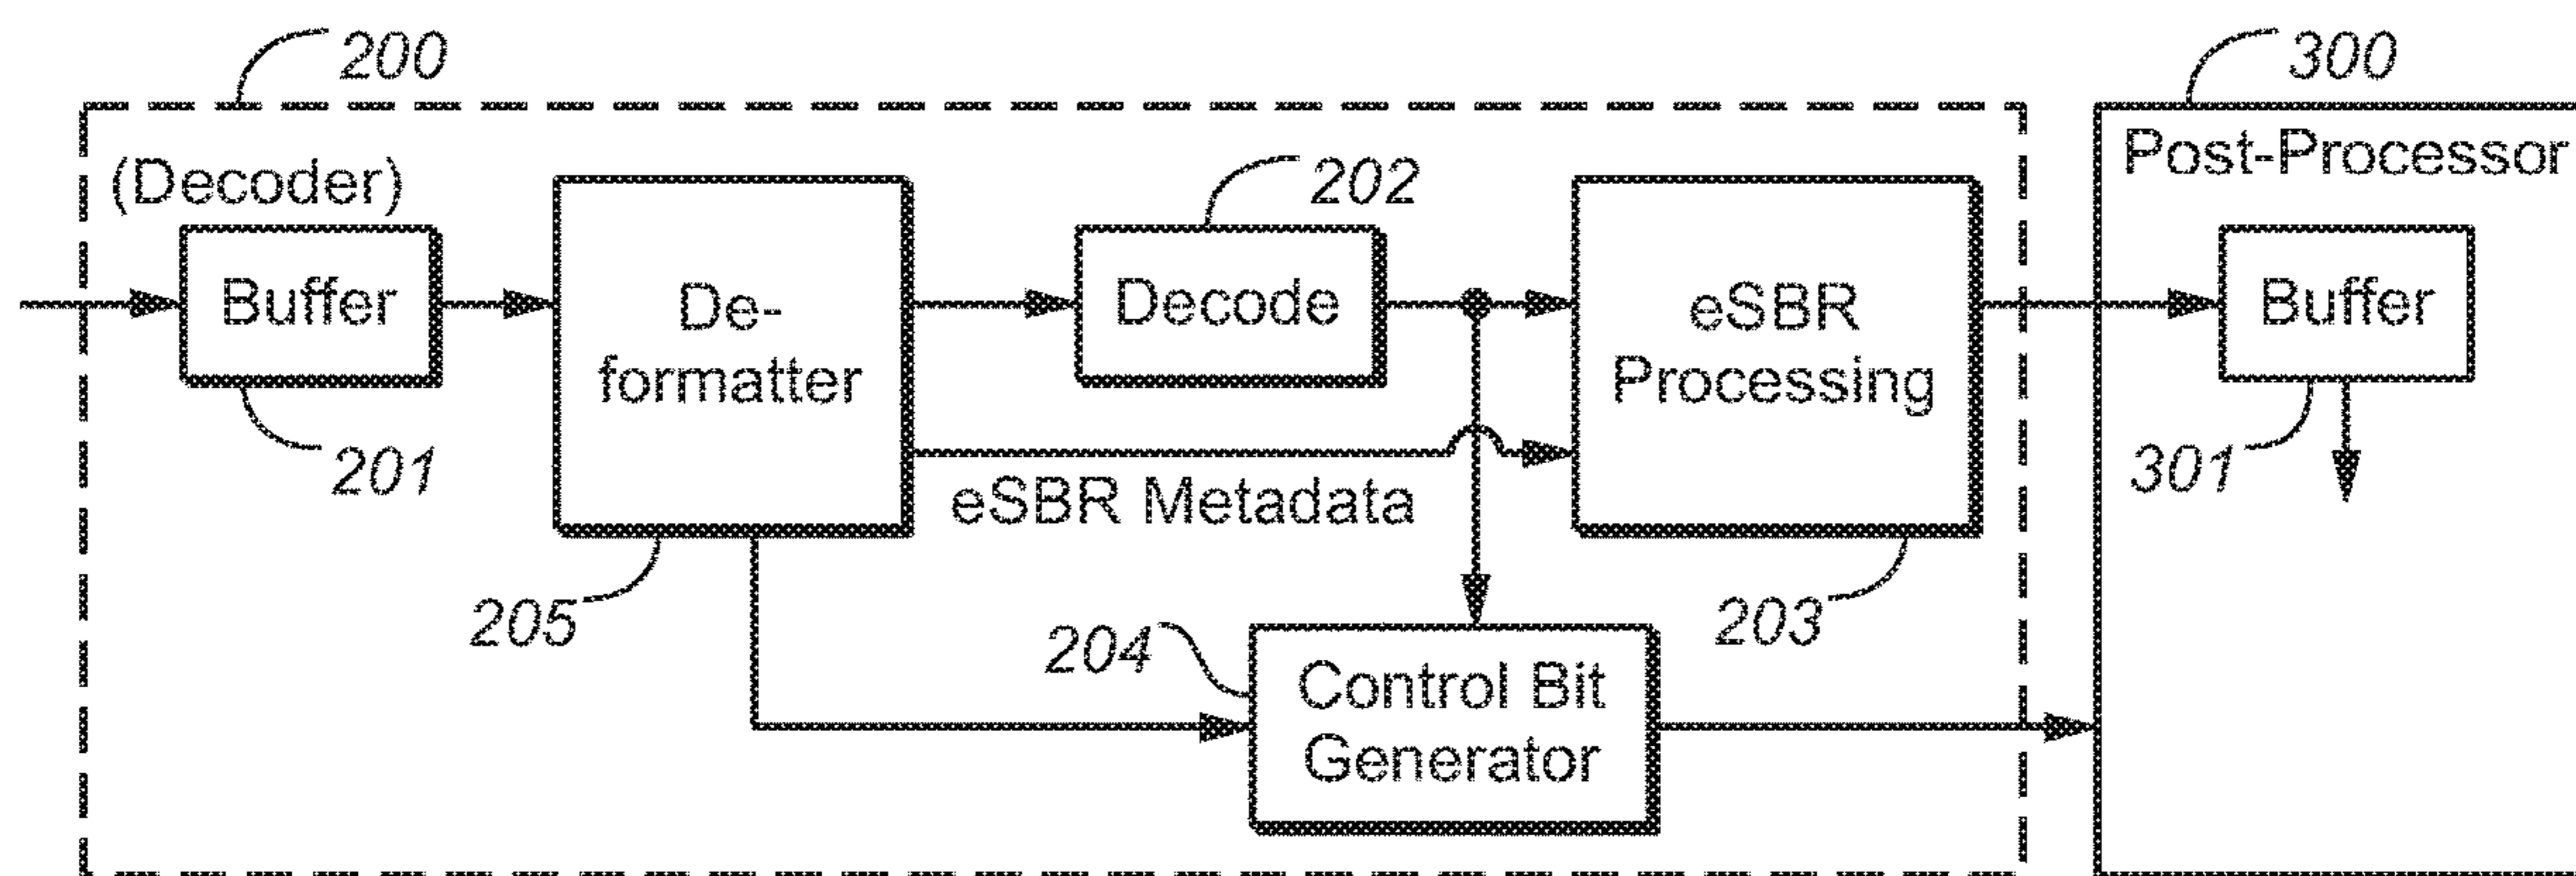 200
300
(Decoder)
Post-Processor
202
Buffer
De-
formatter
Decode
eSBR
Processing
Buffer
201
eSBR Metadata
301
205
204
203
Control Bit
Generator